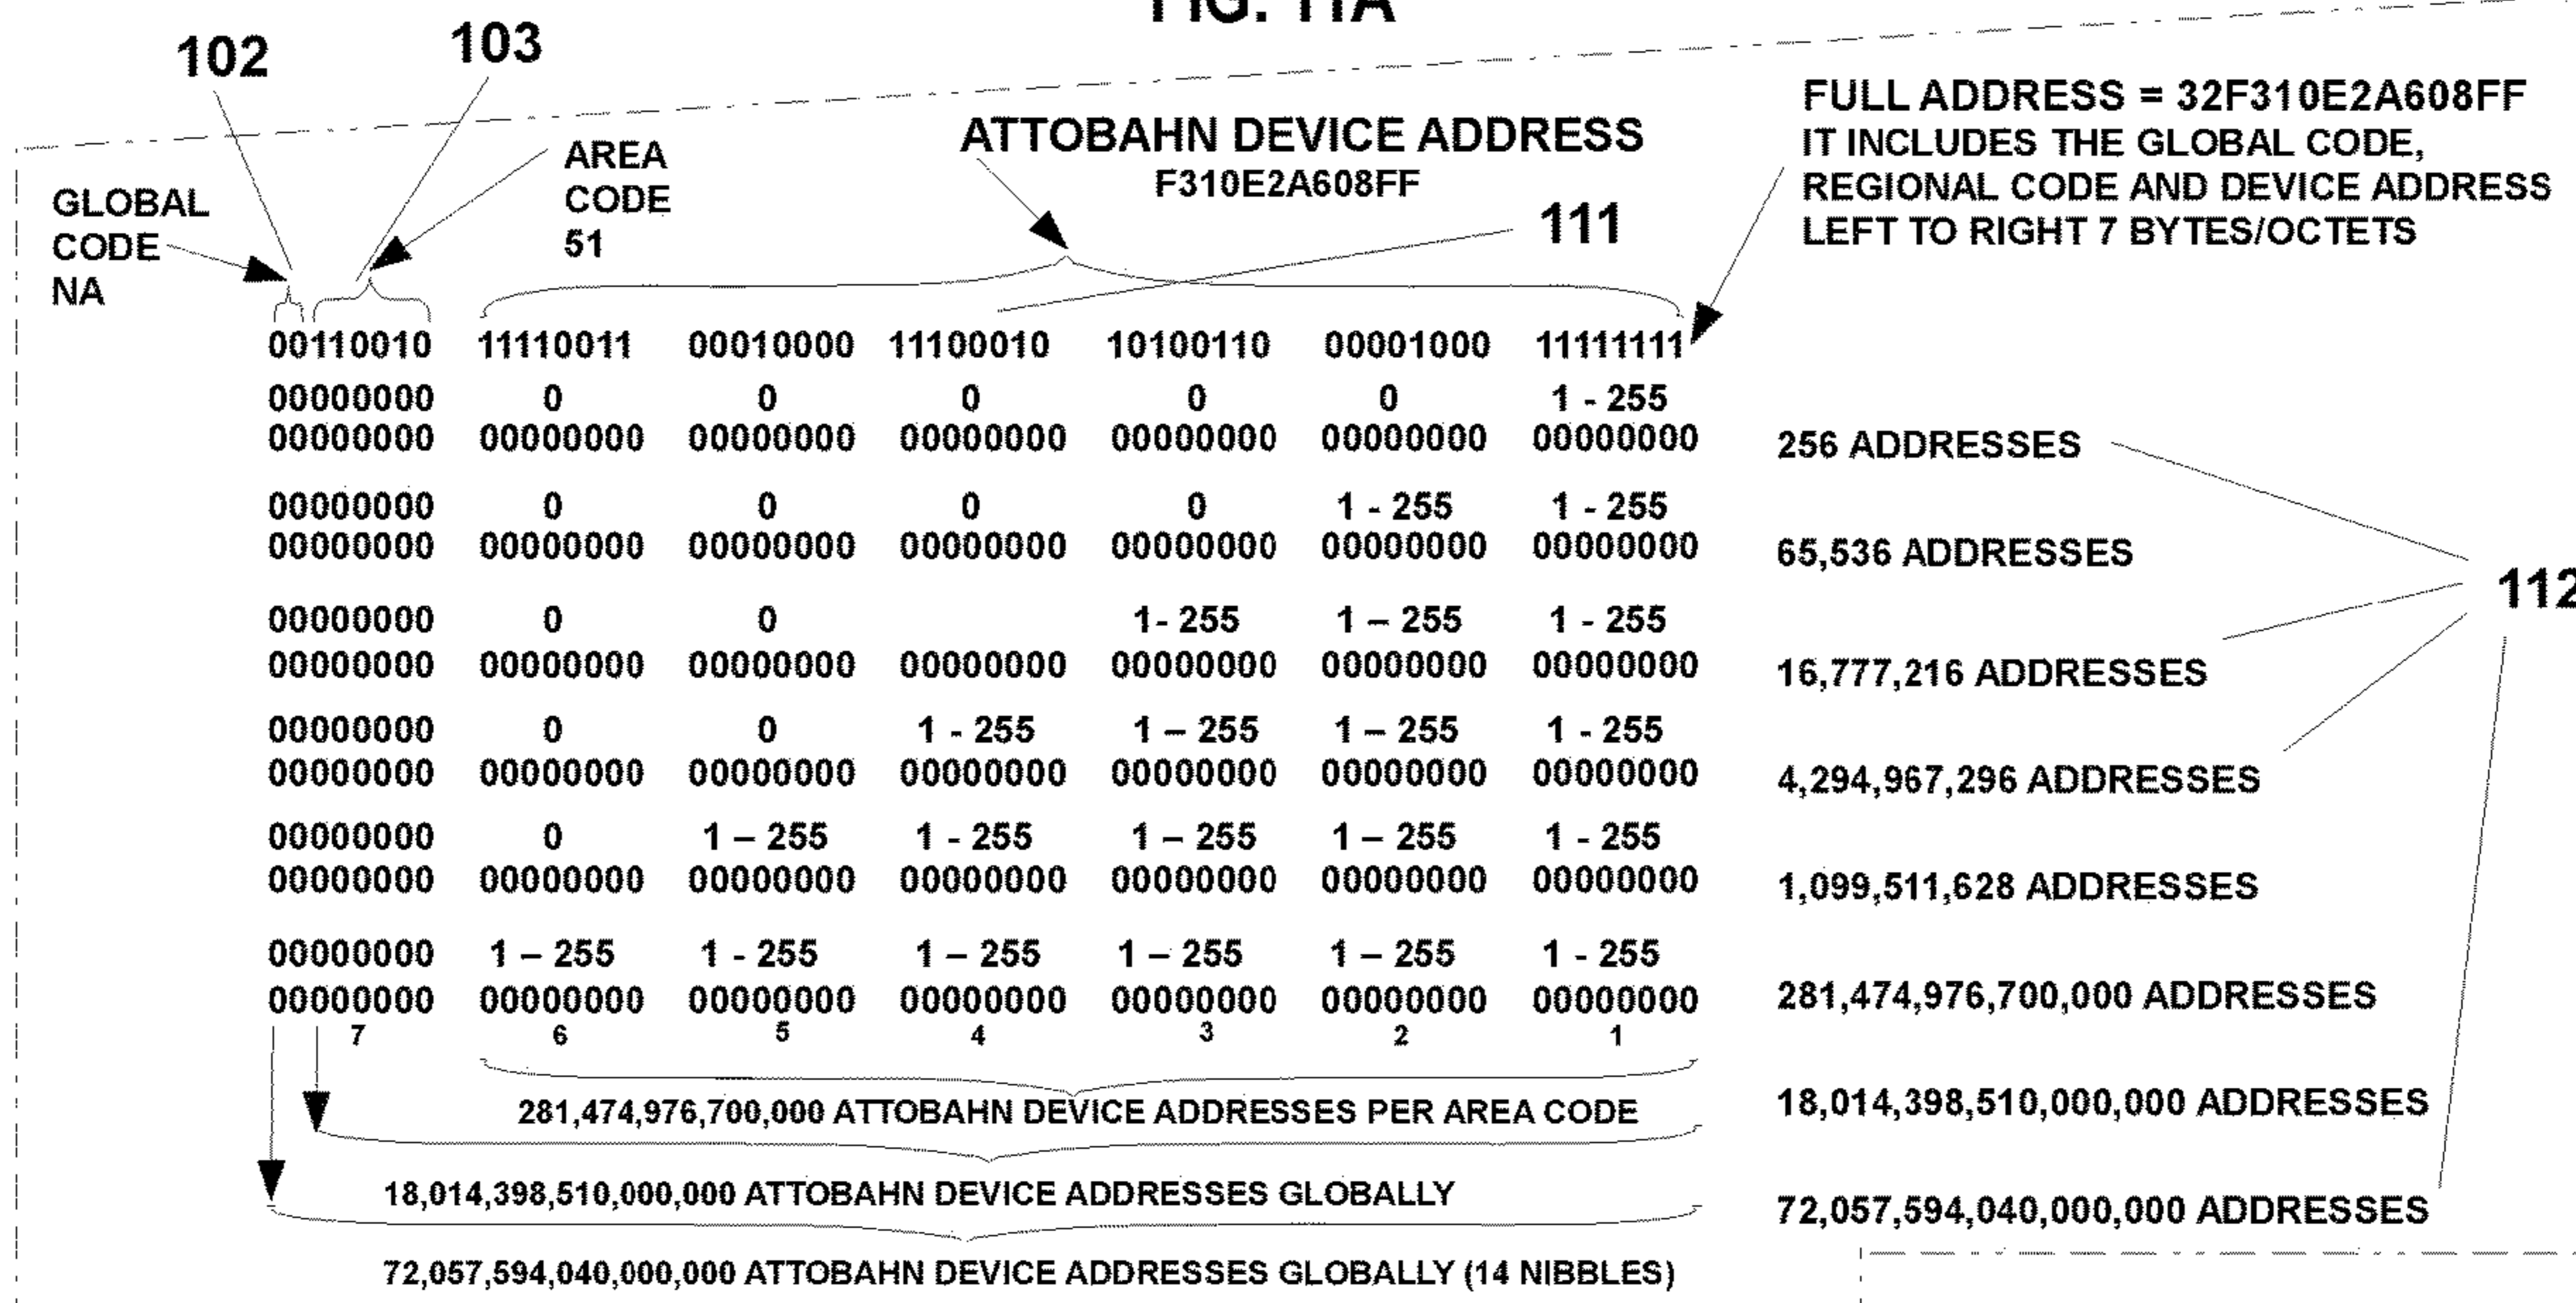 FIG. 11A
102
103
GLOBAL
CODE
NA
AREA
CODE
51
ATTOBAHN DEVICE ADDRESS
F310E2A608FF
111
FULL ADDRESS = 32F310E2A608FF
IT INCLUDES THE GLOBAL CODE,
REGIONAL CODE AND DEVICE ADDRESS
LEFT TO RIGHT 7 BYTES/OCTETS
00110010 11110011 00010000 11100010 10100110 00001000 11111111
00000000 0 0 0 0 0 1 - 255
00000000 00000000 00000000 00000000 00000000 00000000 00000000 256 ADDRESSES
00000000 0 0 0 0 1 - 255 1 - 255
00000000 00000000 00000000 00000000 00000000 00000000 00000000 65,536 ADDRESSES
112
00000000 0 0 1- 255 1 – 255 1 - 255
00000000 00000000 00000000 00000000 00000000 00000000 00000000 16,777,216 ADDRESSES
00000000 0 0 1 - 255 1 – 255 1 – 255 1 - 255
00000000 00000000 00000000 00000000 00000000 00000000 00000000 4,294,967,296 ADDRESSES
00000000 0 1 – 255 1 - 255 1 – 255 1 – 255 1 - 255
00000000 00000000 00000000 00000000 00000000 00000000 00000000 1,099,511,628 ADDRESSES
00000000 1 – 255 1 - 255 1 – 255 1 – 255 1 – 255 1 - 255
00000000 00000000 00000000 00000000 00000000 00000000 00000000 281,474,976,700,000 ADDRESSES
7 6 5 4 3 2 1
281,474,976,700,000 ATTOBAHN DEVICE ADDRESSES PER AREA CODE 18,014,398,510,000,000 ADDRESSES
18,014,398,510,000,000 ATTOBAHN DEVICE ADDRESSES GLOBALLY 72,057,594,040,000,000 ADDRESSES
72,057,594,040,000,000 ATTOBAHN DEVICE ADDRESSES GLOBALLY (14 NIBBLES)